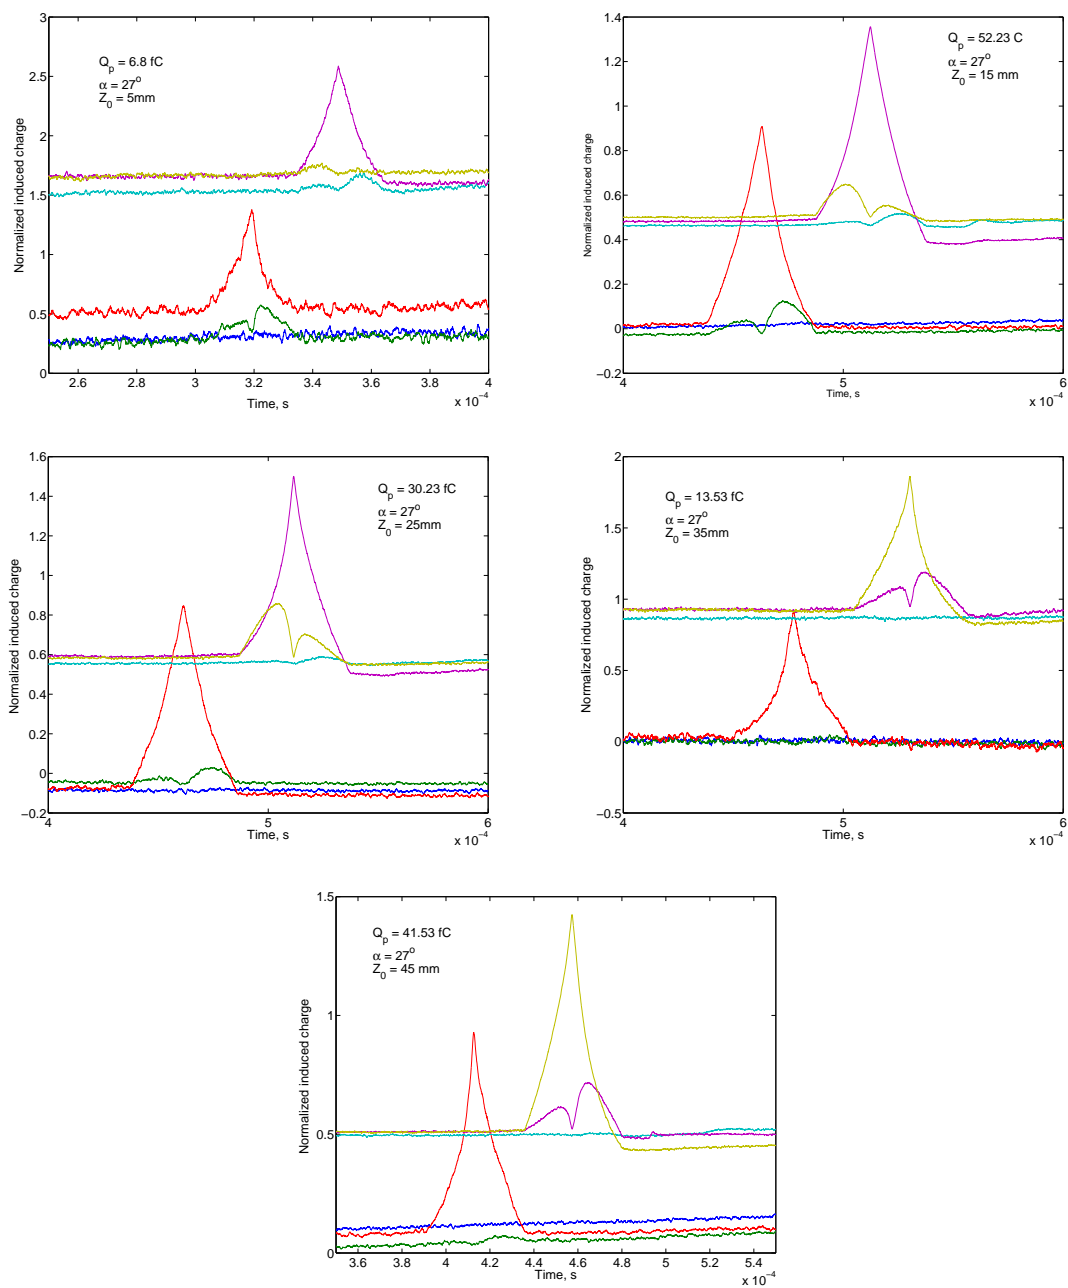 3
2.5
2
1.5
1
0.5
0
Normalized induced charge
Q_p = 6.8 fC
α = 27°
Z_0 = 5mm
2.6 2.8 3 3.2 3.4 3.6 3.8 4
Time, s
x 10^-4
1.4
1.2
1
0.8
0.6
0.4
0.2
0
−0.2
Normalized induced charge
Q_p = 52.23 C
α = 27°
Z_0 = 15 mm
4 5 6
Time, s
x 10^-4
1.6
1.4
1.2
1
0.8
0.6
0.4
0.2
0
−0.2
Normalized induced charge
Q_p = 30.23 fC
α = 27°
Z_0 = 25mm
4 5 6
Time, s
x 10^-4
2
1.5
1
0.5
0
−0.5
Normalized induced charge
Q_p = 13.53 fC
α = 27°
Z_0 = 35mm
4 5 6
Time, s
x 10^-4
1.5
1
0.5
0
Normalized induced charge
Q_p = 41.53 fC
α = 27°
Z_0 = 45 mm
3.6 3.8 4 4.2 4.4 4.6 4.8 5 5.2 5.4
Time, s
x 10^-4